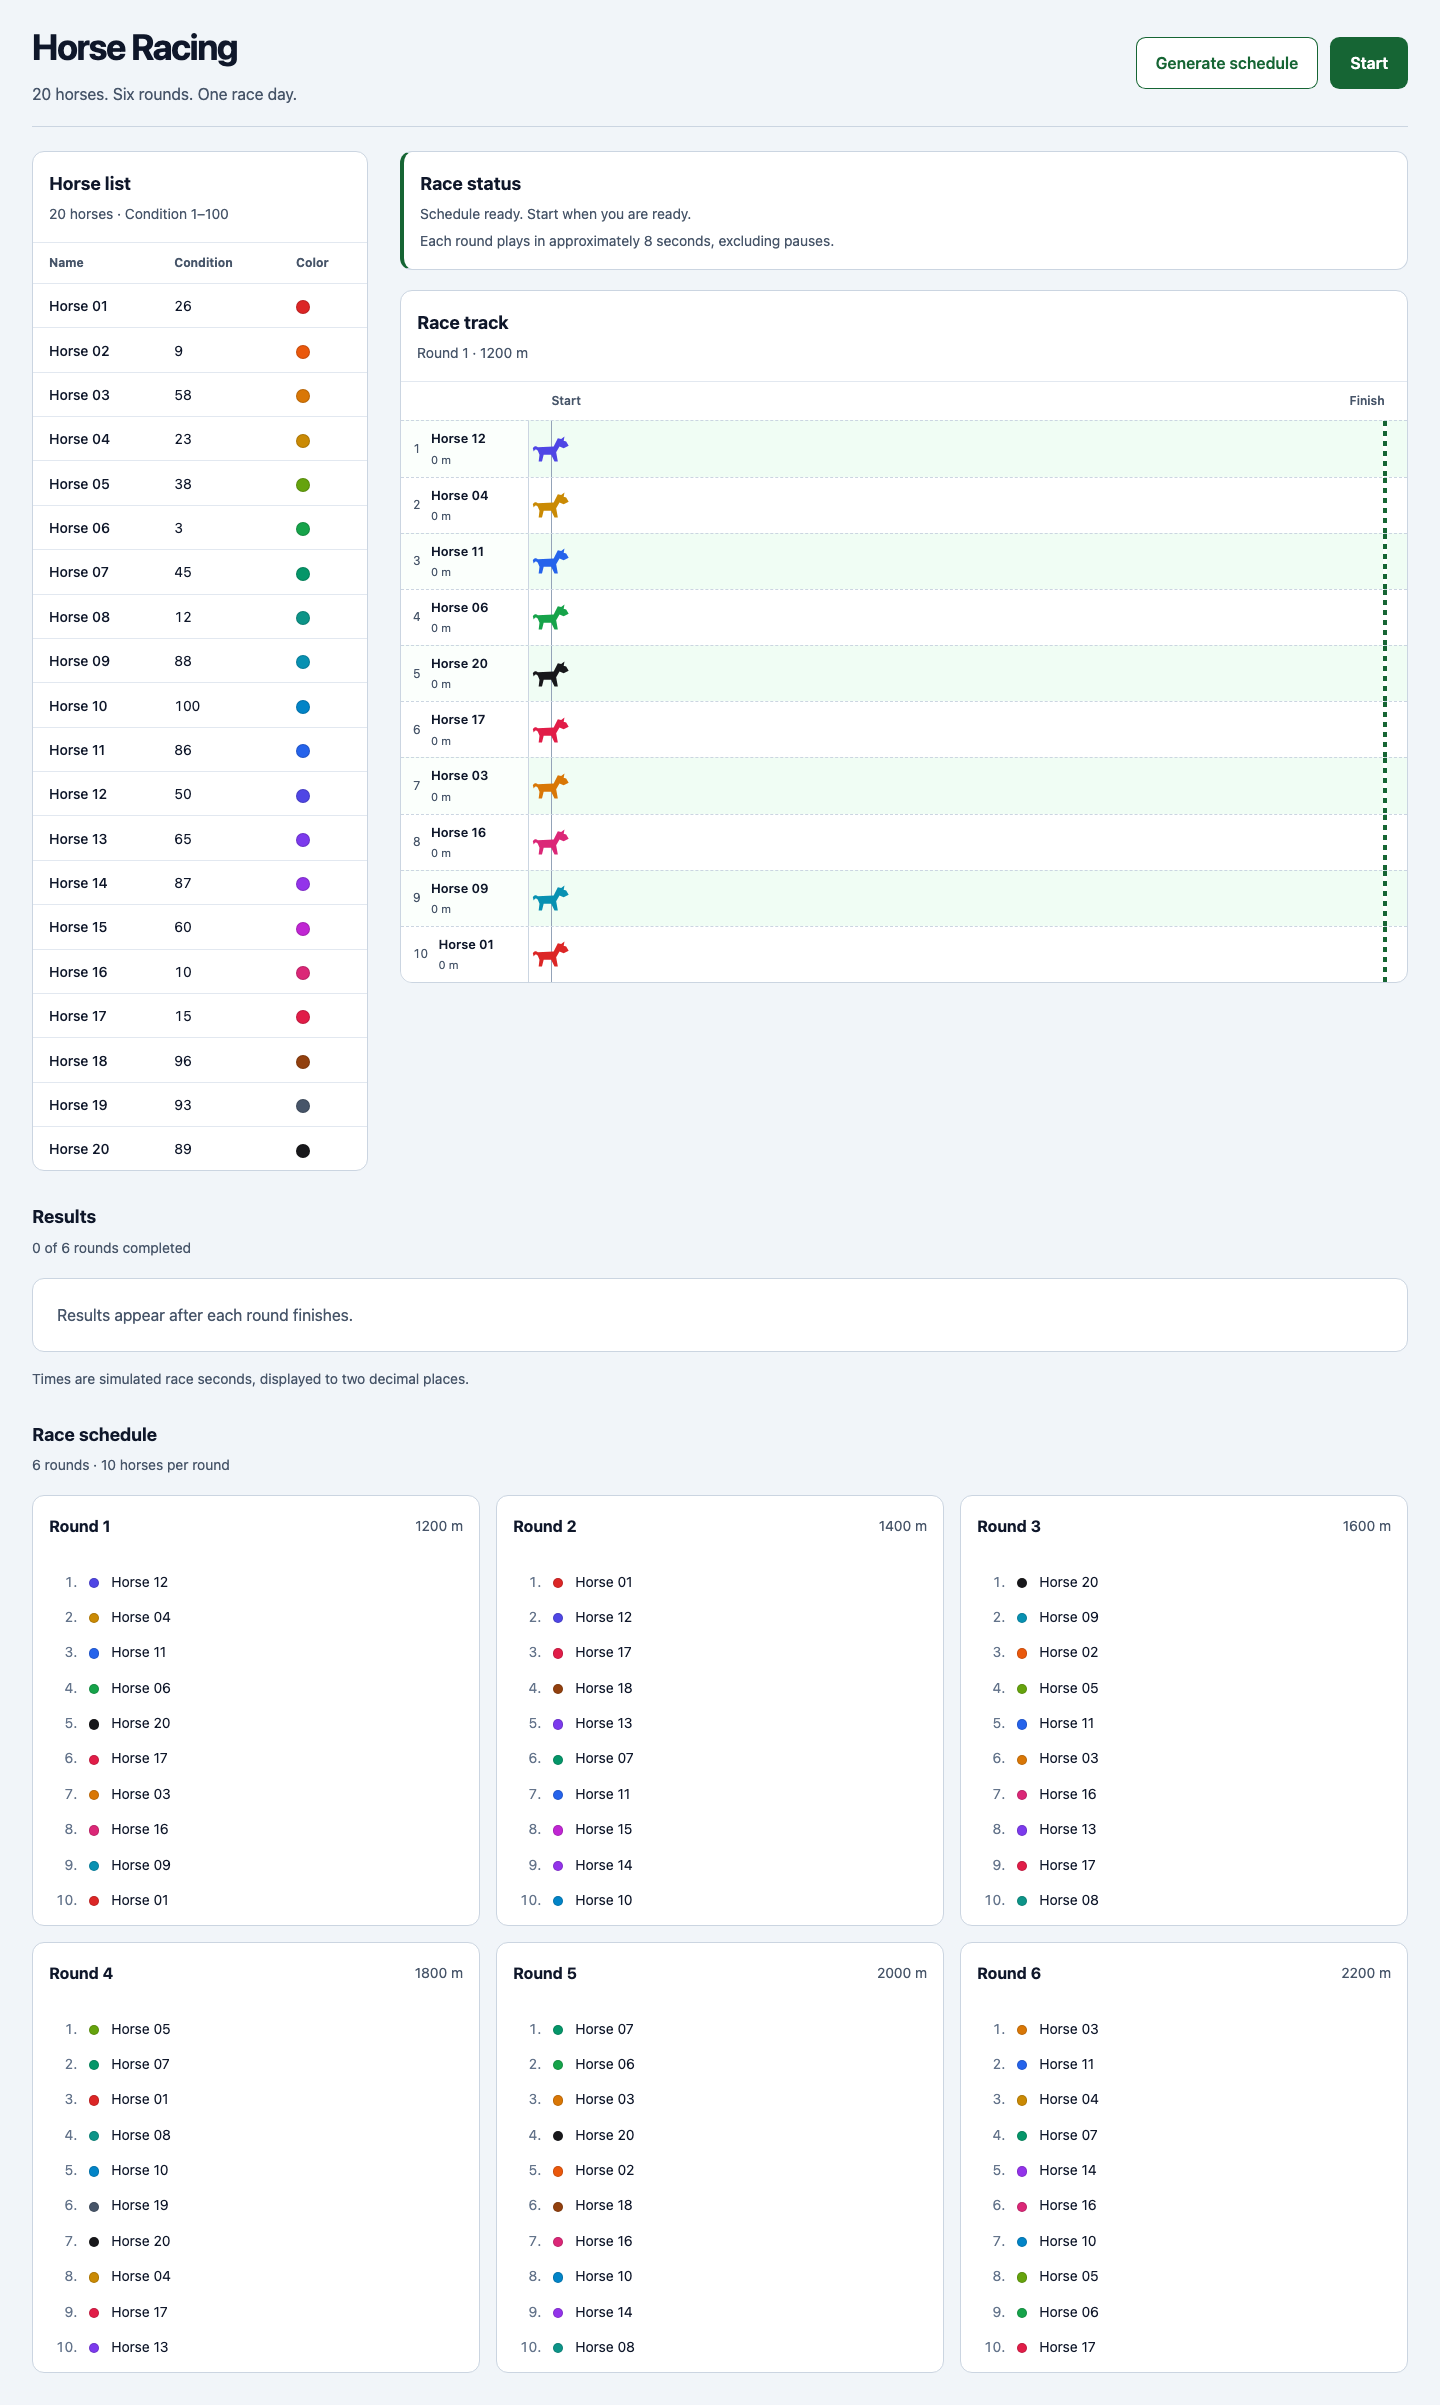 Horse Racing
20 horses. Six rounds. One race day.
Generate schedule
Start
Horse list
20 horses · Condition 1–100
Name Condition Color
Horse 01 26
Horse 02 9
Horse 03 58
Horse 04 23
Horse 05 38
Horse 06 3
Horse 07 45
Horse 08 12
Horse 09 88
Horse 10 100
Horse 11 86
Horse 12 50
Horse 13 65
Horse 14 87
Horse 15 60
Horse 16 10
Horse 17 15
Horse 18 96
Horse 19 93
Horse 20 89
Race status
Schedule ready. Start when you are ready.
Each round plays in approximately 8 seconds, excluding pauses.
Race track
Round 1 · 1200 m
Start Finish
1 Horse 12
0 m
2 Horse 04
0 m
3 Horse 11
0 m
4 Horse 06
0 m
5 Horse 20
0 m
6 Horse 17
0 m
7 Horse 03
0 m
8 Horse 16
0 m
9 Horse 09
0 m
10 Horse 01
0 m
Results
0 of 6 rounds completed
Results appear after each round finishes.
Times are simulated race seconds, displayed to two decimal places.
Race schedule
6 rounds · 10 horses per round
Round 1 1200 m
1. Horse 12
2. Horse 04
3. Horse 11
4. Horse 06
5. Horse 20
6. Horse 17
7. Horse 03
8. Horse 16
9. Horse 09
10. Horse 01
Round 2 1400 m
1. Horse 01
2. Horse 12
3. Horse 17
4. Horse 18
5. Horse 13
6. Horse 07
7. Horse 11
8. Horse 15
9. Horse 14
10. Horse 10
Round 3 1600 m
1. Horse 20
2. Horse 09
3. Horse 02
4. Horse 05
5. Horse 11
6. Horse 03
7. Horse 16
8. Horse 13
9. Horse 17
10. Horse 08
Round 4 1800 m
1. Horse 05
2. Horse 07
3. Horse 01
4. Horse 08
5. Horse 10
6. Horse 19
7. Horse 20
8. Horse 04
9. Horse 17
10. Horse 13
Round 5 2000 m
1. Horse 07
2. Horse 06
3. Horse 03
4. Horse 20
5. Horse 02
6. Horse 18
7. Horse 16
8. Horse 10
9. Horse 14
10. Horse 08
Round 6 2200 m
1. Horse 03
2. Horse 11
3. Horse 04
4. Horse 07
5. Horse 14
6. Horse 16
7. Horse 10
8. Horse 05
9. Horse 06
10. Horse 17